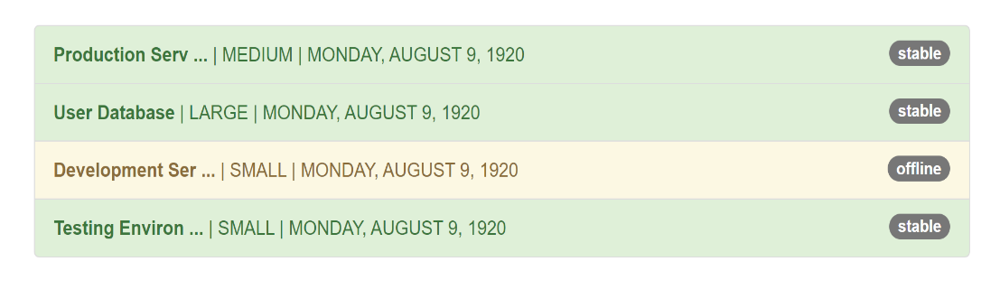 Production Serv ... | MEDIUM | MONDAY, AUGUST 9, 1920 stable
User Database | LARGE | MONDAY, AUGUST 9, 1920 stable
Development Ser ... | SMALL | MONDAY, AUGUST 9, 1920 offline
Testing Environ ... | SMALL | MONDAY, AUGUST 9, 1920 stable